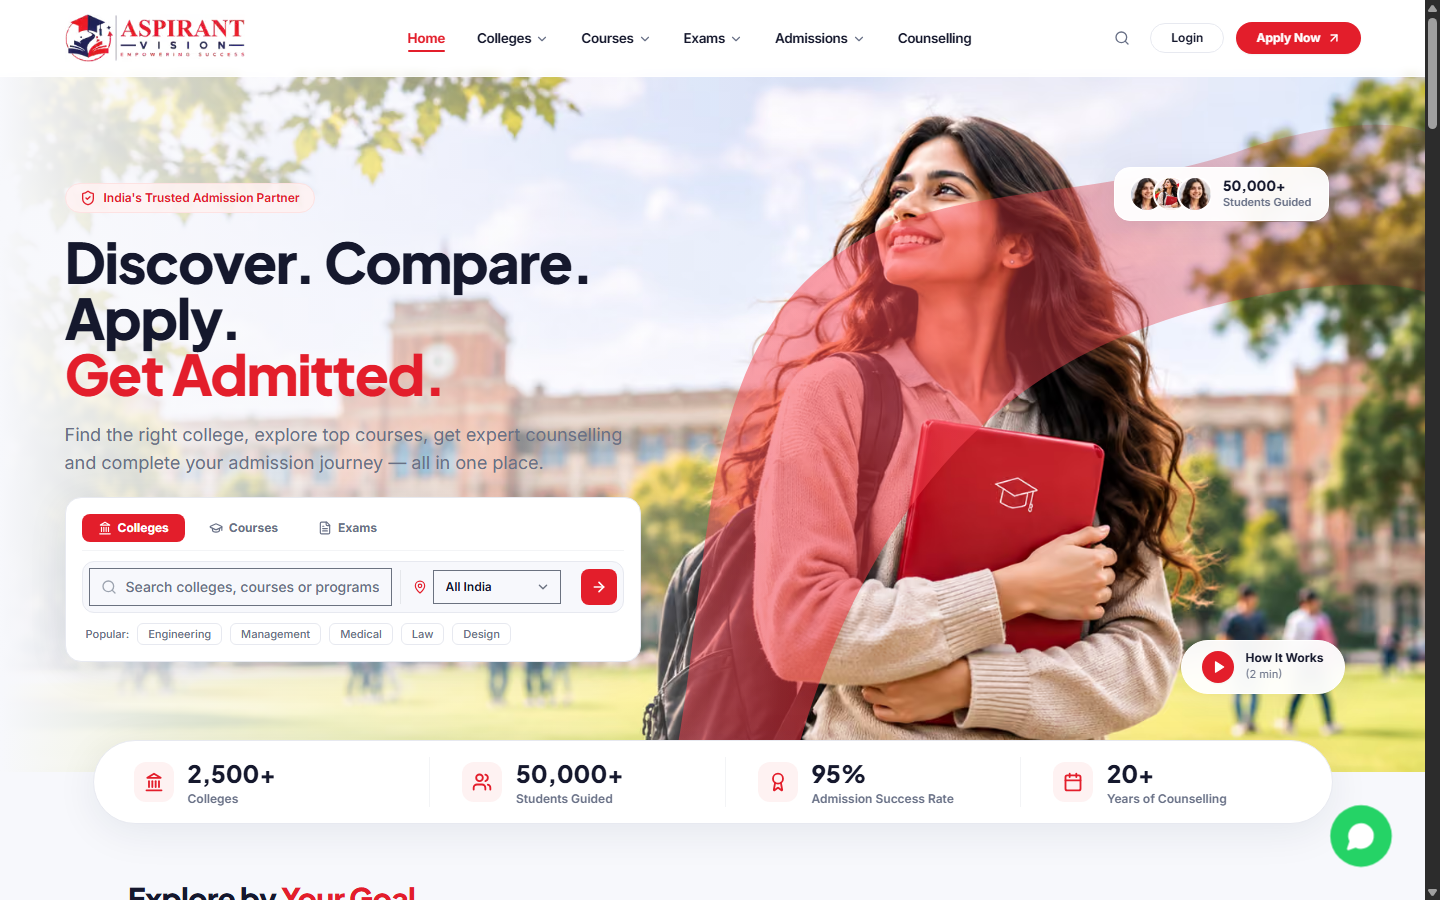 ASPIRANT
VISION
EMPOWERING SUCCESS
Home
Colleges
Courses
Exams
Admissions
Counselling
Login
Apply Now
India's Trusted Admission Partner
50,000+
Students Guided
Discover. Compare.
Apply.
Get Admitted.
Find the right college, explore top courses, get expert counselling
and complete your admission journey — all in one place.
Colleges
Courses
Exams
Search colleges, courses or programs
All India
Popular:
Engineering
Management
Medical
Law
Design
How It Works
(2 min)
2,500+
Colleges
50,000+
Students Guided
95%
Admission Success Rate
20+
Years of Counselling
Explore by Your Goal